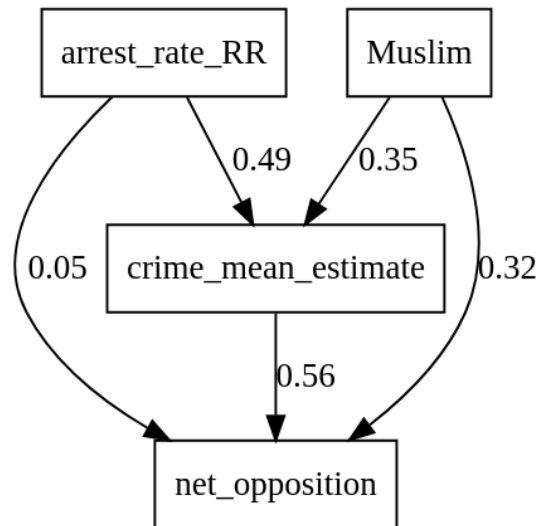 arrest_rate_RR
Muslim
0.49
0.35
0.05
crime_mean_estimate
0.32
0.56
net_opposition